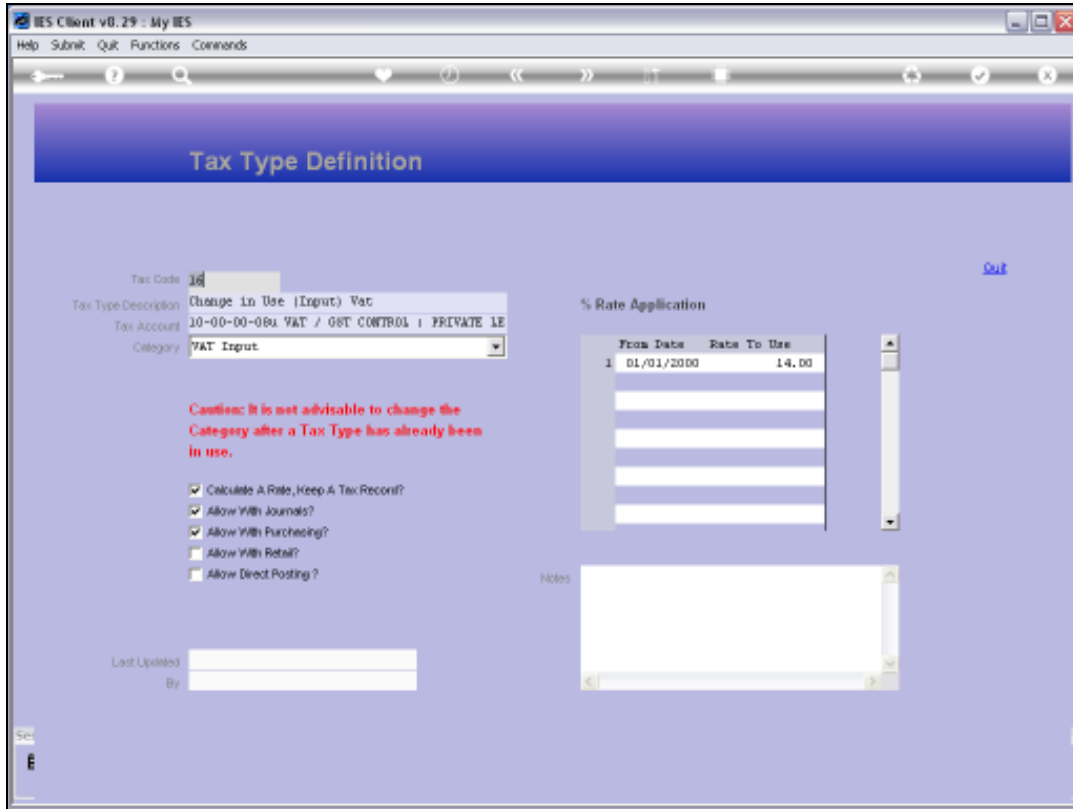 IES Client v8.29 : My IES
Help Submit Quit Functions Commands
Tax Type Definition
Quit
Tax Code 16
Tax Type Description Change in Use (Input) Vat
Tax Account 10-00-00-08u VAT / GST CONTROL : PRIVATE LE
Category VAT Input
% Rate Application
From Date Rate To Use
1 01/01/2000 14.00
Caution: It is not advisable to change the
Category after a Tax Type has already been
in use.
Calculate A Rate, Keep A Tax Record?
Allow With Journals?
Allow With Purchasing?
Allow With Retail?
Allow Direct Posting ?
Notes
Last Updated
By